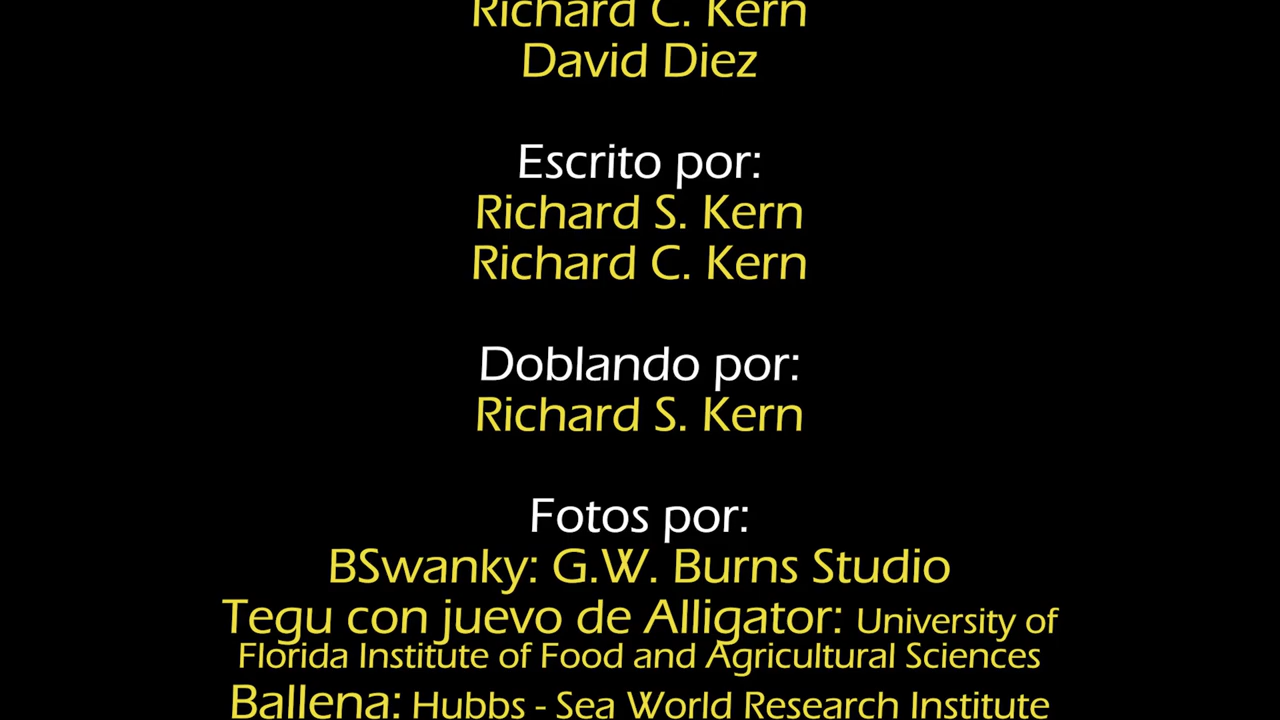 Richard C. Kern
David Diez
Escrito por:
Richard S. Kern
Richard C. Kern
Doblando por:
Richard S. Kern
Fotos por:
BSwanky: G.W. Burns Studio
Tegu con juevo de Alligator: University of
Florida Institute of Food and Agricultural Sciences
Ballena: Hubbs - Sea World Research Institute